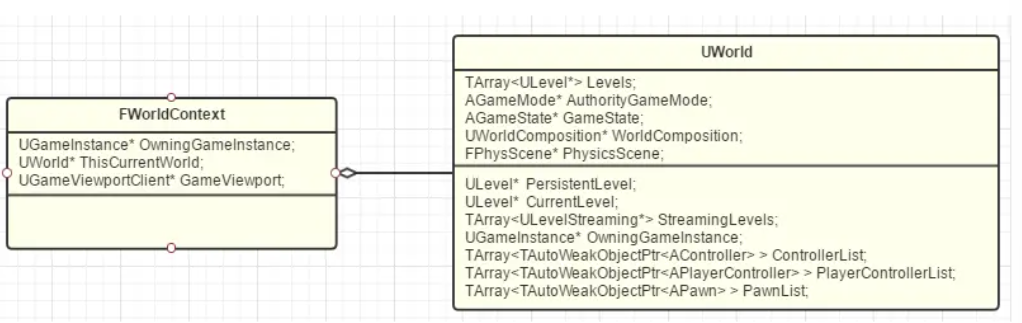 FWorldContext
UGameInstance* OwningGameInstance;
UWorld* ThisCurrentWorld;
UGameViewportClient* GameViewport;
UWorld
TArray<ULevel*> Levels;
AGameMode* AuthorityGameMode;
AGameState* GameState;
UWorldComposition* WorldComposition;
FPhysScene* PhysicsScene;
ULevel* PersistentLevel;
ULevel* CurrentLevel;
TArray<ULevelStreaming*> StreamingLevels;
UGameInstance* OwningGameInstance;
TArray<TAutoWeakObjectPtr<AController> > ControllerList;
TArray<TAutoWeakObjectPtr<APlayerController> > PlayerControllerList;
TArray<TAutoWeakObjectPtr<APawn> > PawnList;